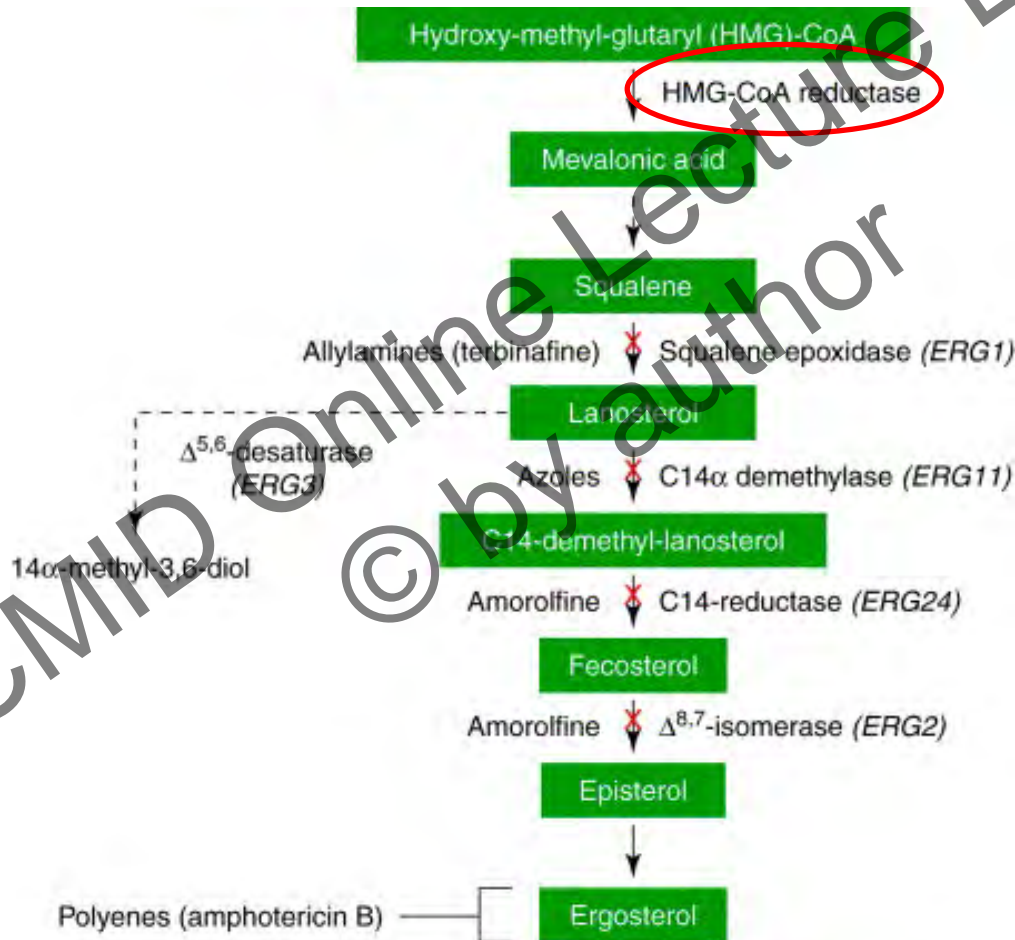 Hydroxy-methyl-glutaryl (HMG)-CoA
HMG-CoA reductase
Mevalonic acid
Squalene
Allylamines (terbinafine)
Squalene epoxidase (ERG1)
Lanosterol
Δ5,6-desaturase
(ERG3)
Azoles
C14α demethylase (ERG11)
C14-demethyl-lanosterol
14α-methyl-3,6-diol
Amorolfine
C14-reductase (ERG24)
Fecosterol
Amorolfine
Δ8,7-isomerase (ERG2)
Episterol
Polyenes (amphotericin B)
Ergosterol
CMID Online Lecture
© by author